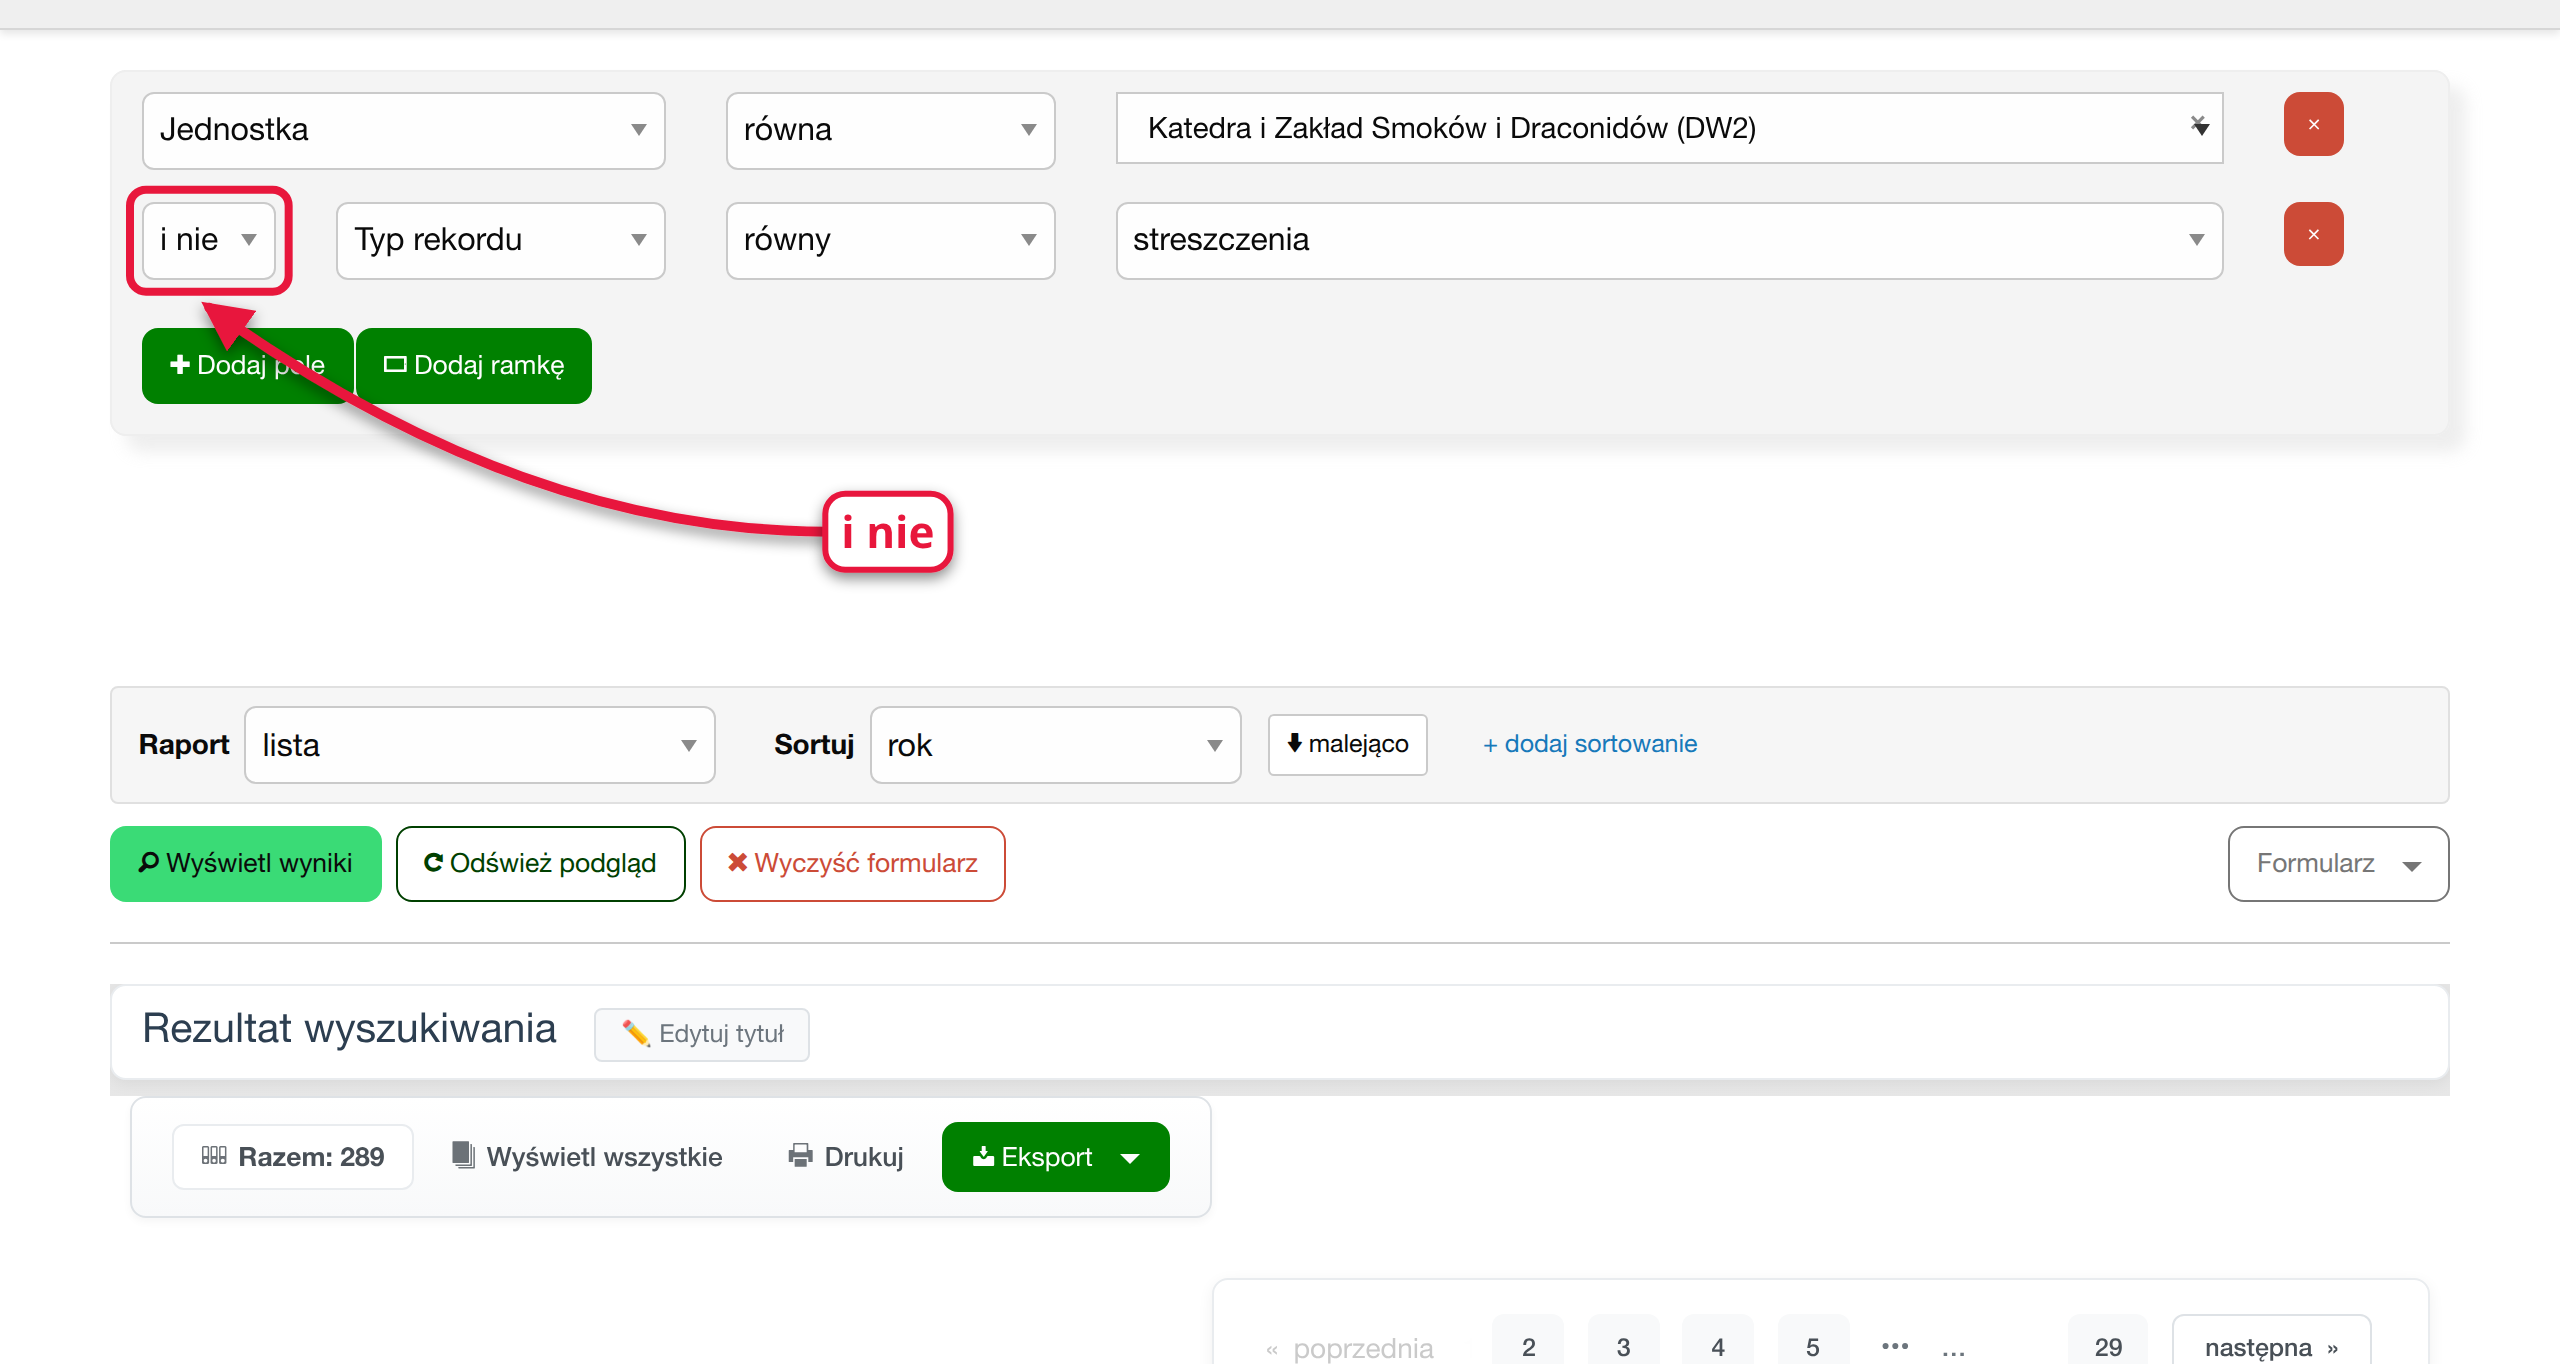 Jednostka równa Katedra i Zakład Smoków i Draconidów (DW2) × ×
i nie Typ rekordu równy streszczenia ×
Dodaj pole Dodaj ramkę
i nie
Raport lista Sortuj rok malejąco + dodaj sortowanie
Wyświetl wyniki Odśwież podgląd Wyczyść formularz Formularz
Rezultat wyszukiwania Edytuj tytuł
Razem: 289 Wyświetl wszystkie Drukuj Eksport
« poprzednia 2 3 4 5 ••• ... 29 następna »